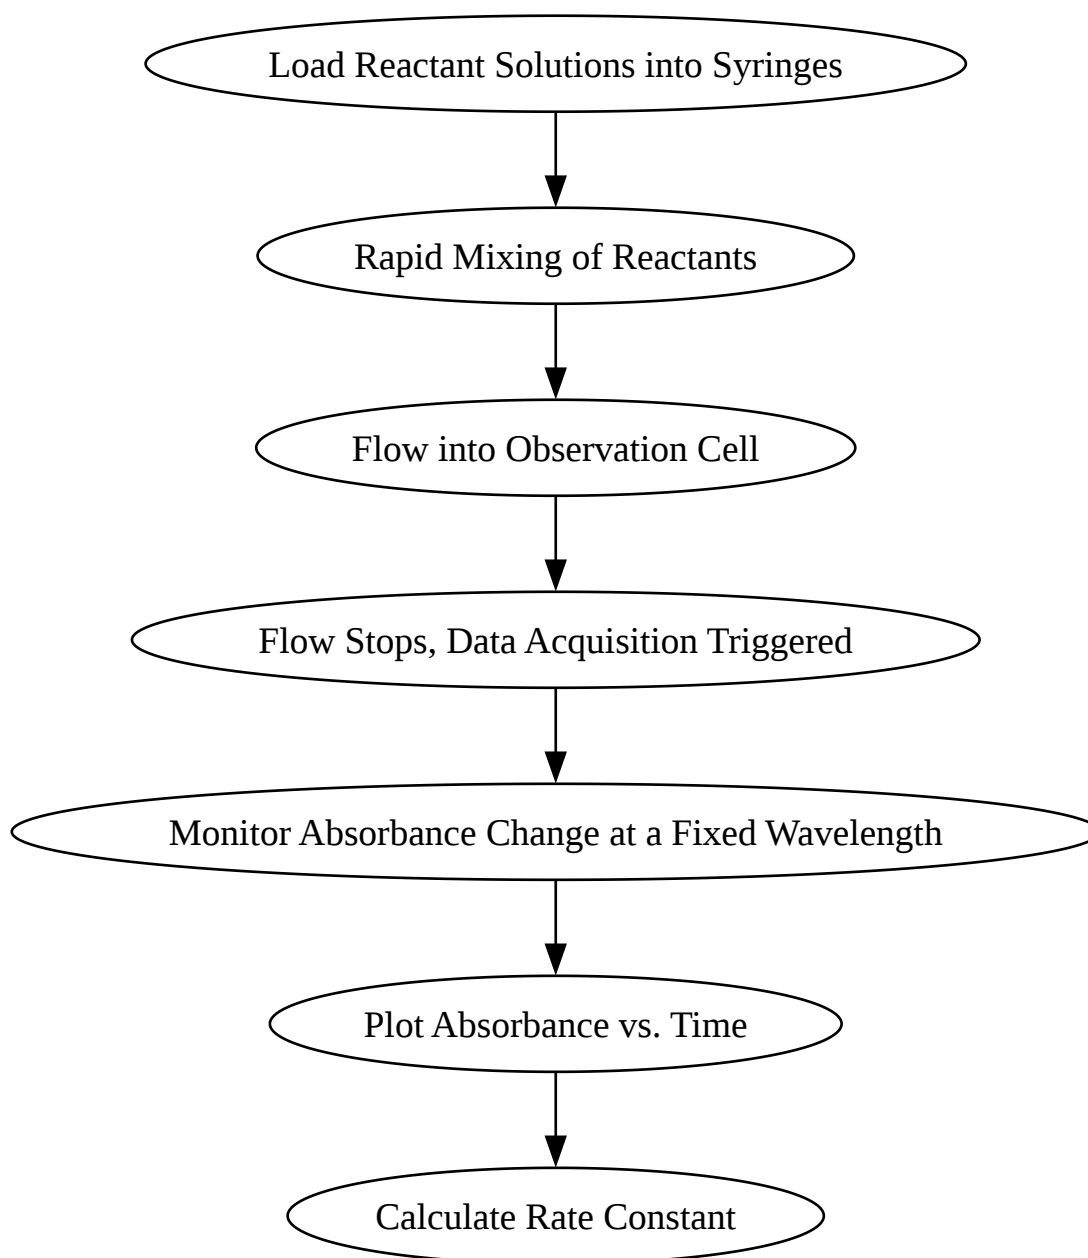 Load Reactant Solutions into Syringes
Rapid Mixing of Reactants
Flow into Observation Cell
Flow Stops, Data Acquisition Triggered
Monitor Absorbance Change at a Fixed Wavelength
Plot Absorbance vs. Time
Calculate Rate Constant